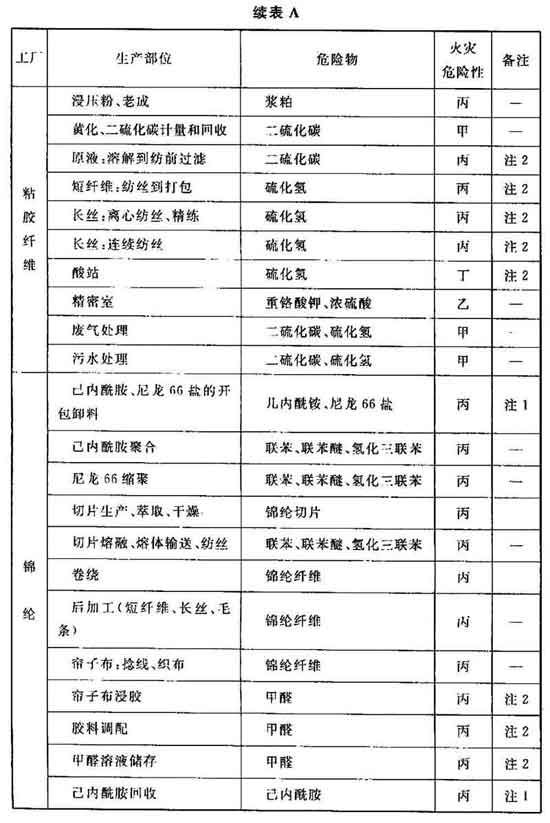 续表 A
工厂 生产部位 危险物 火灾危险性 备注
粘胶纤维
浸压粉、老成 浆粕 丙 —
黄化、二硫化碳计量和回收 二硫化碳 甲 —
原液:溶解到纺前过滤 二硫化碳 丙 注 2
短纤维:纺丝到打包 硫化氢 丙 注 2
长丝:离心纺丝、精练 硫化氢 丙 注 2
长丝:连续纺丝 硫化氢 丙 注 2
酸站 硫化氢 丁 注 2
精密室 重铬酸钾、浓硫酸 乙 —
废气处理 二硫化碳、硫化氢 甲 -
污水处理 二硫化碳、硫化氢 甲 —
锦纶
己内酰胺、尼龙 66 盐的开包卸料 几内酰铵、尼龙 66 盐 丙 注 1
己内酰胺聚合 联苯、联苯醚、氢化三联苯 丙 —
尼龙 66 缩聚 联苯、联苯醚、氢化三联苯 丙 —
切片生产、萃取、干燥 锦纶切片 丙
切片熔融、熔体输送、纺丝 联苯、联苯醚、氢化三联苯 丙 —
卷绕 锦纶纤维 丙
后加工(短纤维、长丝、毛条) 锦纶纤维 丙 —
帘子布:捻线、织布 锦纶纤维 丙 —
帘子布浸胶 甲醛 丙 注 2
胶料调配 甲醛 丙 注 2
甲醛溶液储存 甲醛 丙 注 2
己内酰胺回收 己内酰胺 丙 注 1